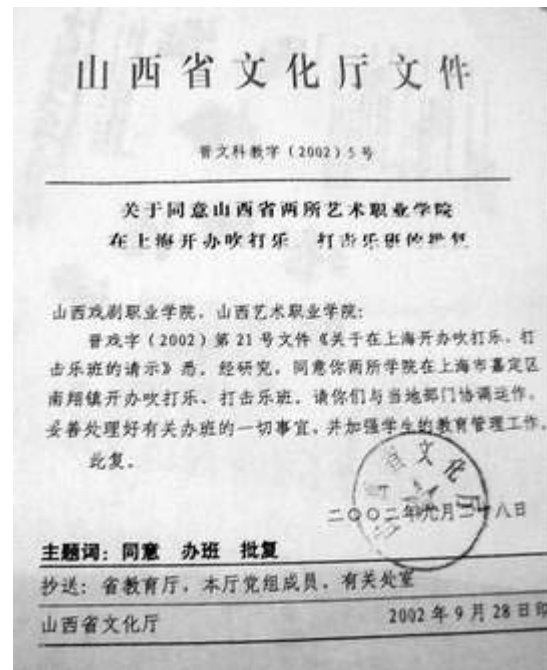 山西省文化厅文件
晋文科教字（2002）5号
关于同意山西省两所艺术职业学院
在上海开办吹打乐、打击乐班的批复
山西戏剧职业学院、山西艺术职业学院：
晋戏字（2002）第21号文件《关于在上海开办吹打乐、打
击乐班的请示》悉。经研究，同意你两所学院在上海市嘉定区
南翔镇开办吹打乐、打击乐班。请你们与当地部门协调运作，
妥善处理好有关办班的一切事宜，并加强学生的教育管理工作。
此复。
省文化厅
二〇〇二年九月二十八日
主题词：同意 办班 批复
抄送：省教育厅，本厅党组成员，有关处室
山西省文化厅 2002年9月28日印